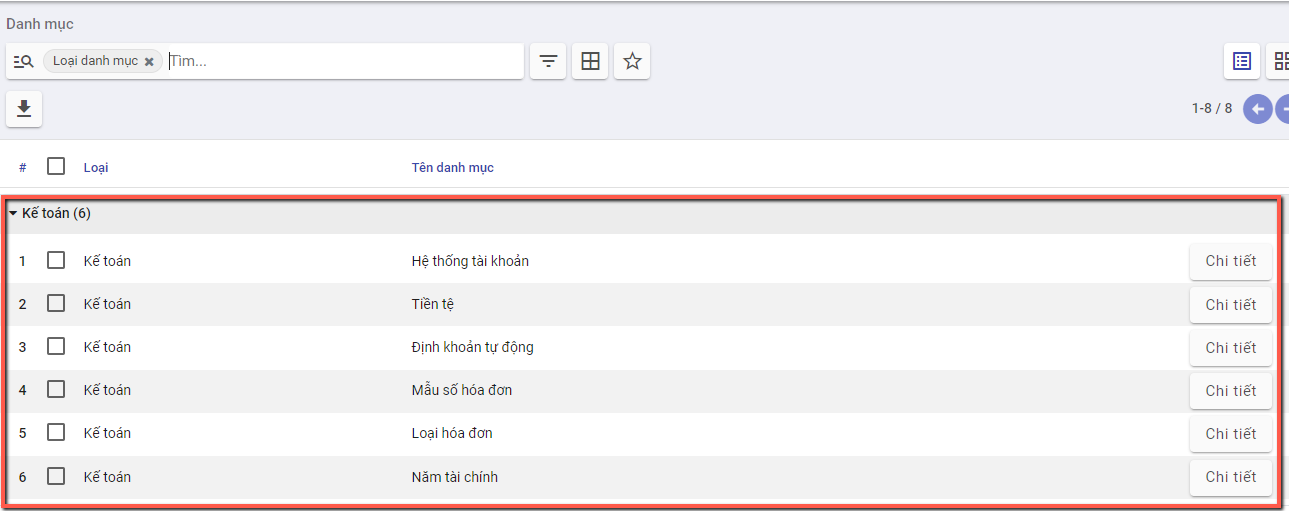 Danh mục
Loại danh mục × Tìm...
1-8 / 8
# Loại Tên danh mục
Kế toán (6)
1 Kế toán Hệ thống tài khoản Chi tiết
2 Kế toán Tiền tệ Chi tiết
3 Kế toán Định khoản tự động Chi tiết
4 Kế toán Mẫu số hóa đơn Chi tiết
5 Kế toán Loại hóa đơn Chi tiết
6 Kế toán Năm tài chính Chi tiết